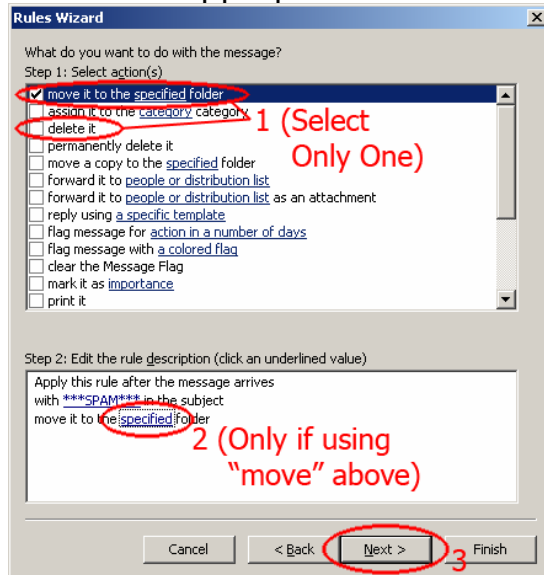 Rules Wizard
What do you want to do with the message?
Step 1: Select action(s)
move it to the specified folder
assign it to the category category
delete it
permanently delete it
move a copy to the specified folder
forward it to people or distribution list
forward it to people or distribution list as an attachment
reply using a specific template
flag message for action in a number of days
flag message with a colored flag
clear the Message Flag
mark it as importance
print it
1 (Select
Only One)
Step 2: Edit the rule description (click an underlined value)
Apply this rule after the message arrives
with ***SPAM*** in the subject
move it to the specified folder
2 (Only if using
“move” above)
Cancel
< Back
Next >
3
Finish